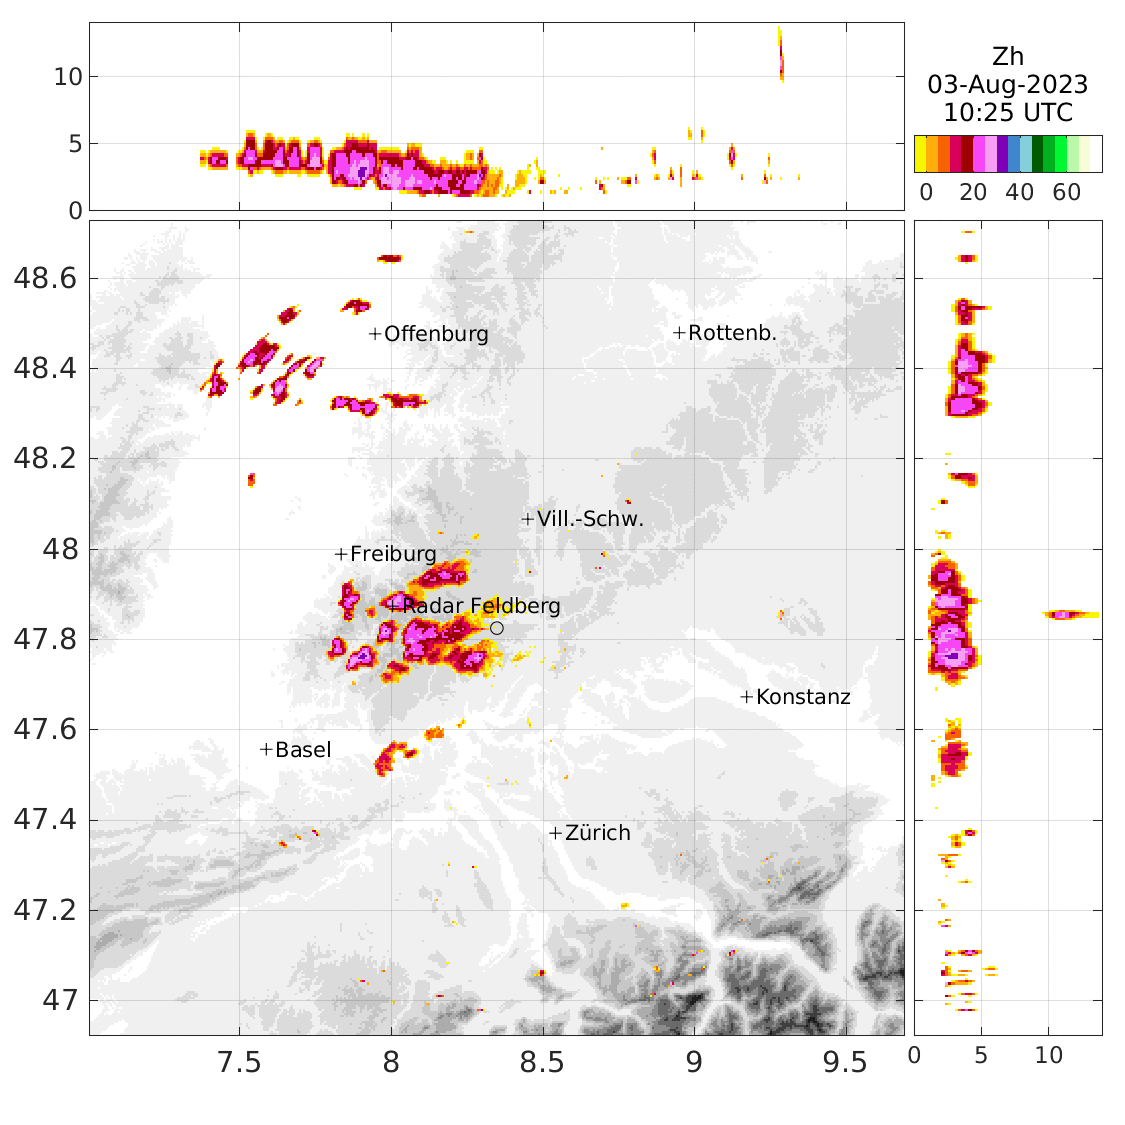 10
5
0
Zh
03-Aug-2023
10:25 UTC
0 20 40 60
48.6
48.4
48.2
48
47.8
47.6
47.4
47.2
47
+Offenburg
+Rottenb.
+Vill.-Schw.
+Freiburg
+Radar Feldberg
+Konstanz
+Basel
+Zürich
7.5 8 8.5 9 9.5
0 5 10